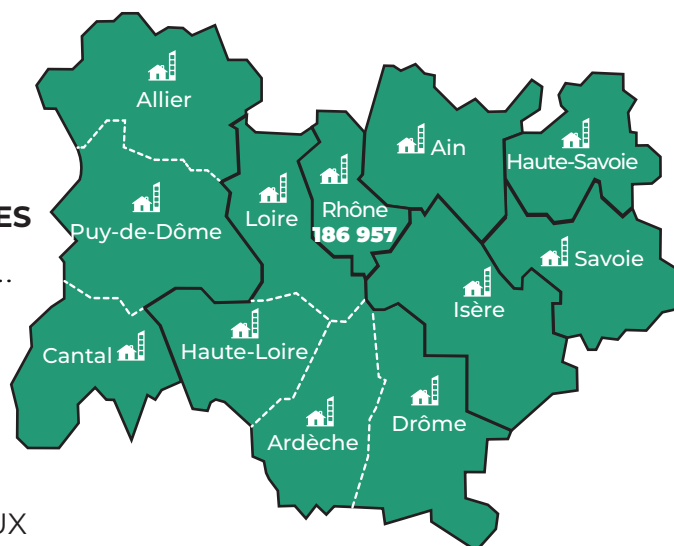 Allier
Ain
Haute-Savoie
ES
Puy-de-Dôme
Loire
Rhône
186 957
...
Savoie
Isère
Cantal
Haute-Loire
Drôme
Ardèche
UX